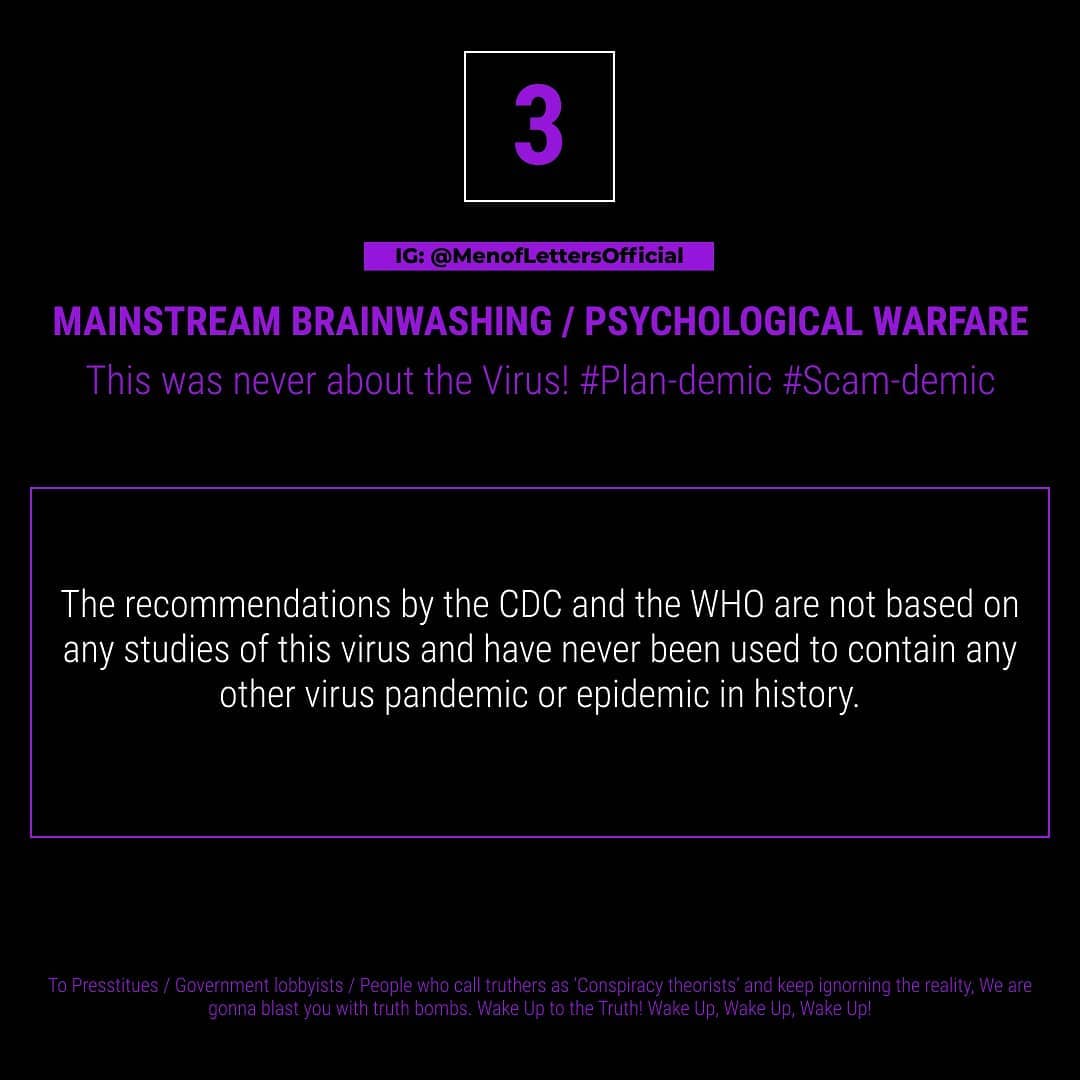 3
IG: @MenofLettersOfficial
MAINSTREAM BRAINWASHING / PSYCHOLOGICAL WARFARE
This was never about the Virus! #Plan-demic #Scam-demic
The recommendations by the CDC and the WHO are not based on
any studies of this virus and have never been used to contain any
other virus pandemic or epidemic in history.
To Presstitues / Government lobbyists / People who call truthers as 'Conspiracy theorists' and keep ignorning the reality, We are
gonna blast you with truth bombs. Wake Up to the Truth! Wake Up, Wake Up, Wake Up!